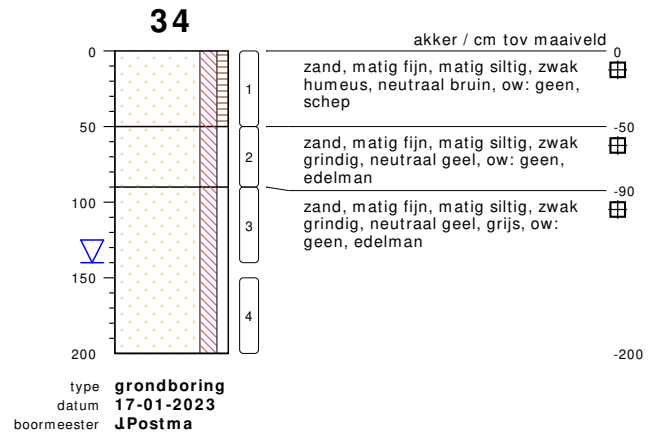 34
akker / cm tov maaiveld
0
0
zand, matig fijn, matig siltig, zwak
humeus, neutraal bruin, ow: geen,
schep
1
50
-50
zand, matig fijn, matig siltig, zwak
grindig, neutraal geel, ow: geen,
edelman
2
-90
100
zand, matig fijn, matig siltig, zwak
grindig, neutraal geel, grijs, ow:
geen, edelman
3
150
4
200
-200
type grondboring
datum 17-01-2023
boormeester J.Postma